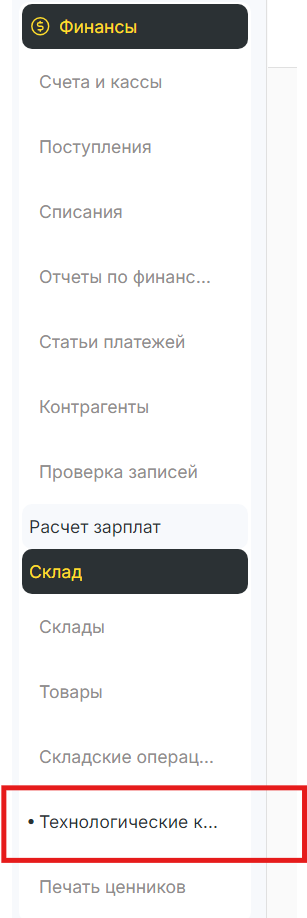 Финансы
Счета и кассы
Поступления
Списания
Отчеты по финанс...
Статьи платежей
Контрагенты
Проверка записей
Расчет зарплат
Склад
Склады
Товары
Складские операц...
• Технологические к...
Печать ценников